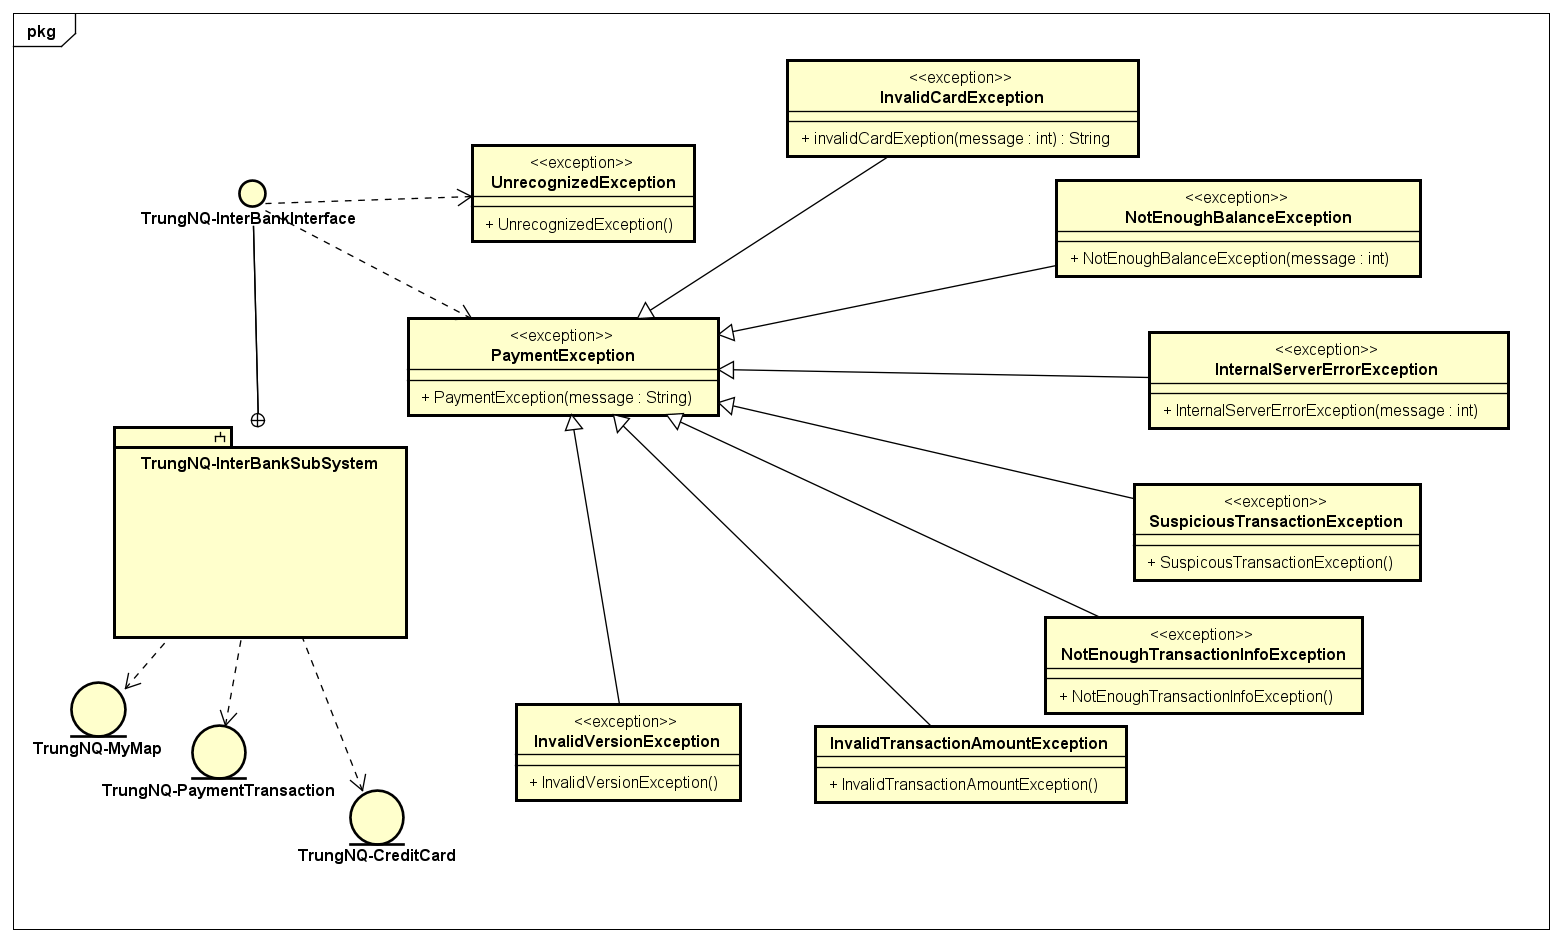 pkg
<<exception>>
InvalidCardException
+ invalidCardExeption(message : int) : String
<<exception>>
UnrecognizedException
+ UnrecognizedException()
TrungNQ-InterBankInterface
<<exception>>
NotEnoughBalanceException
+ NotEnoughBalanceException(message : int)
<<exception>>
PaymentException
+ PaymentException(message : String)
<<exception>>
InternalServerErrorException
+ InternalServerErrorException(message : int)
TrungNQ-InterBankSubSystem
<<exception>>
SuspiciousTransactionException
+ SuspicousTransactionException()
<<exception>>
NotEnoughTransactionInfoException
+ NotEnoughTransactionInfoException()
<<exception>>
InvalidVersionException
+ InvalidVersionException()
InvalidTransactionAmountException
+ InvalidTransactionAmountException()
TrungNQ-MyMap
TrungNQ-PaymentTransaction
TrungNQ-CreditCard